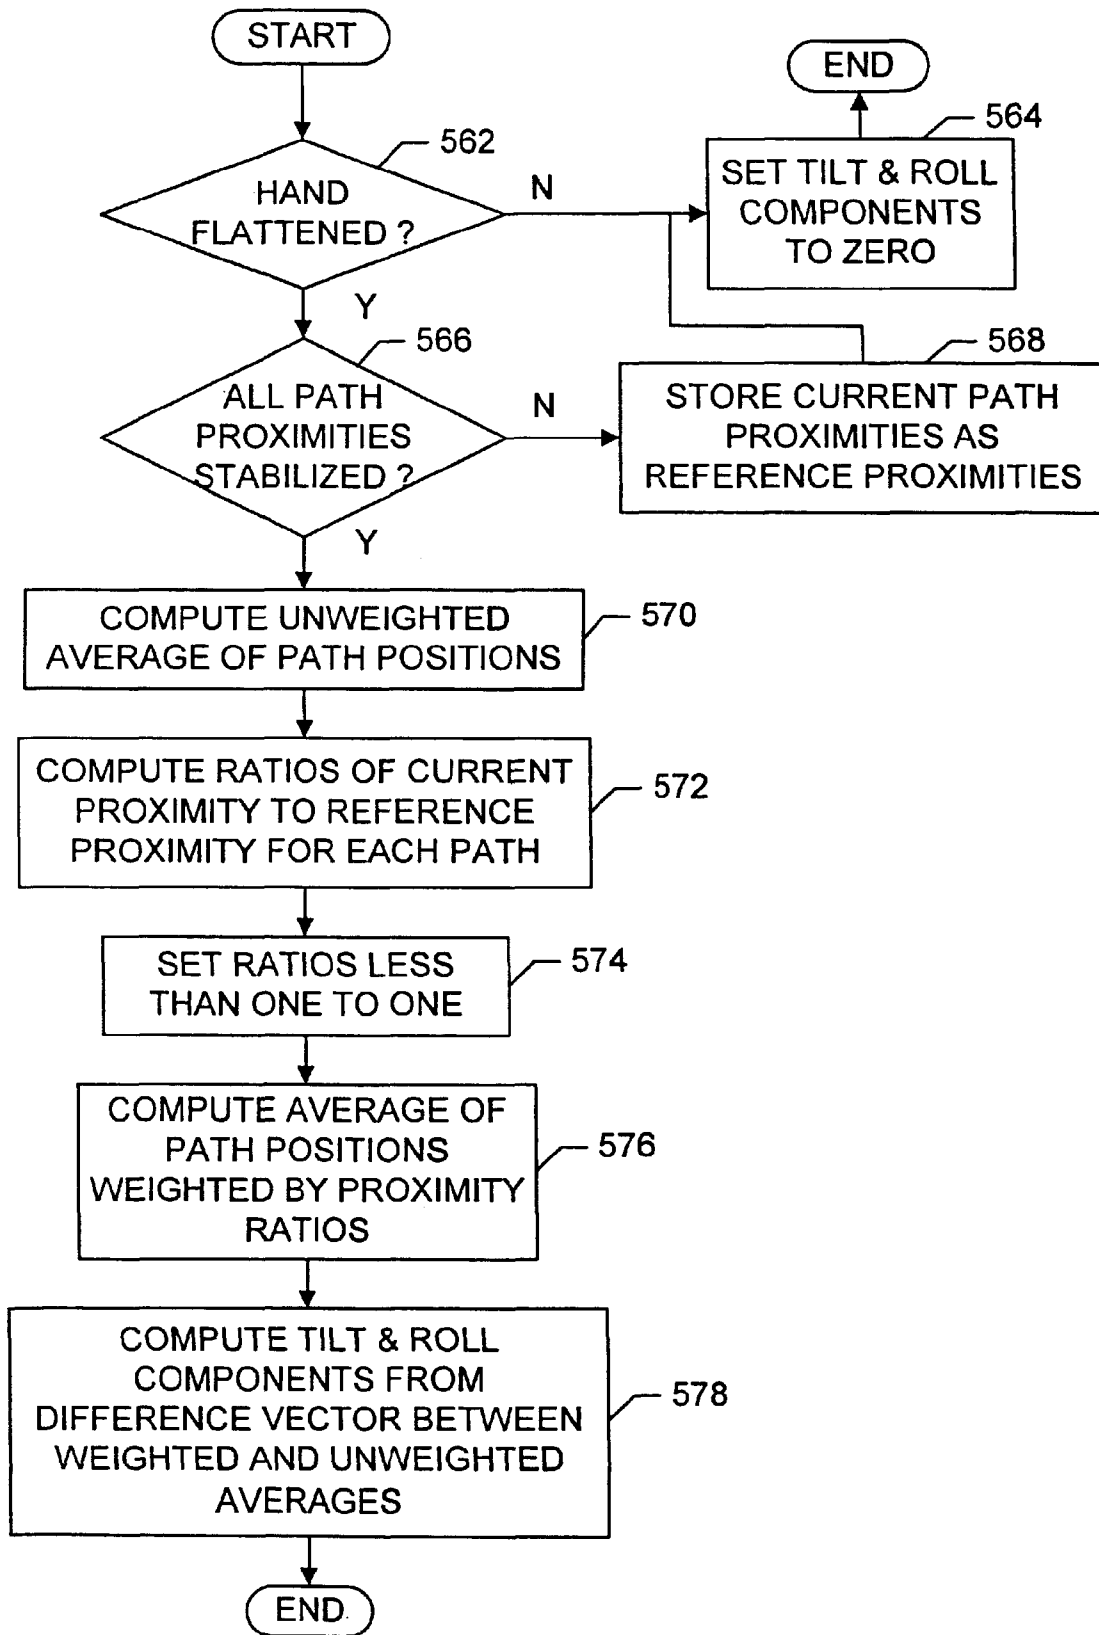 START
END
562
564
HAND
FLATTENED ?
N
SET TILT & ROLL
COMPONENTS
TO ZERO
Y
566
568
ALL PATH
PROXIMITIES
STABILIZED ?
N
STORE CURRENT PATH
PROXIMITIES AS
REFERENCE PROXIMITIES
Y
COMPUTE UNWEIGHTED
AVERAGE OF PATH POSITIONS
570
COMPUTE RATIOS OF CURRENT
PROXIMITY TO REFERENCE
PROXIMITY FOR EACH PATH
572
SET RATIOS LESS
THAN ONE TO ONE
574
COMPUTE AVERAGE OF
PATH POSITIONS
WEIGHTED BY PROXIMITY
RATIOS
576
COMPUTE TILT & ROLL
COMPONENTS FROM
DIFFERENCE VECTOR BETWEEN
WEIGHTED AND UNWEIGHTED
AVERAGES
578
END